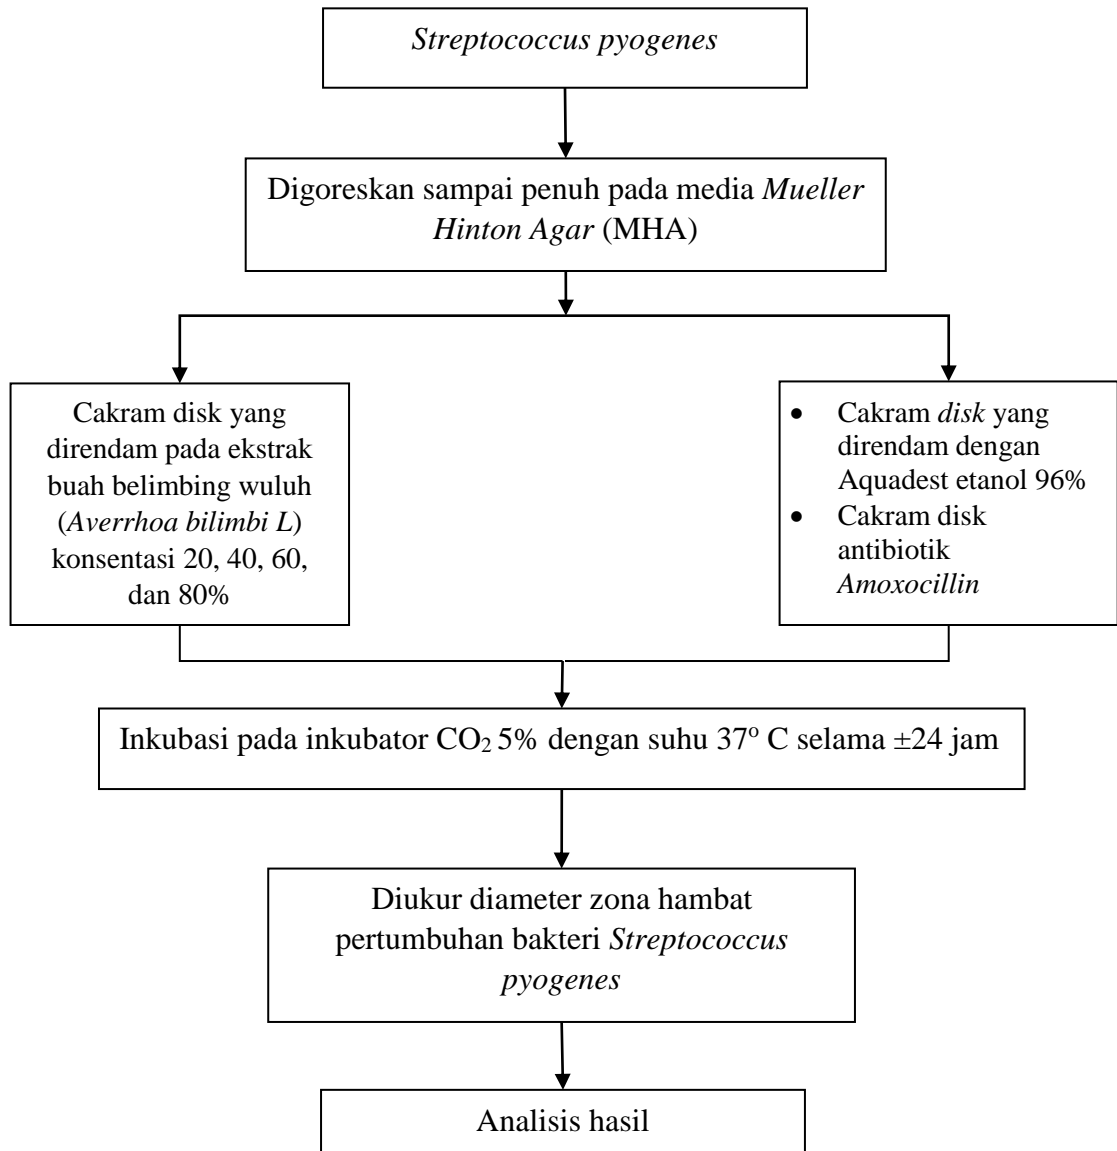 Streptococcus pyogenes
Digoreskan sampai penuh pada media Mueller
Hinton Agar (MHA)
Cakram disk yang
direndam pada ekstrak
buah belimbing wuluh
(Averrhoa bilimbi L)
konsentasi 20, 40, 60,
dan 80%
• Cakram disk yang
direndam dengan
Aquadest etanol 96%
• Cakram disk
antibiotik
Amoxocillin
Inkubasi pada inkubator CO₂ 5% dengan suhu 37° C selama ±24 jam
Diukur diameter zona hambat
pertumbuhan bakteri Streptococcus
pyogenes
Analisis hasil